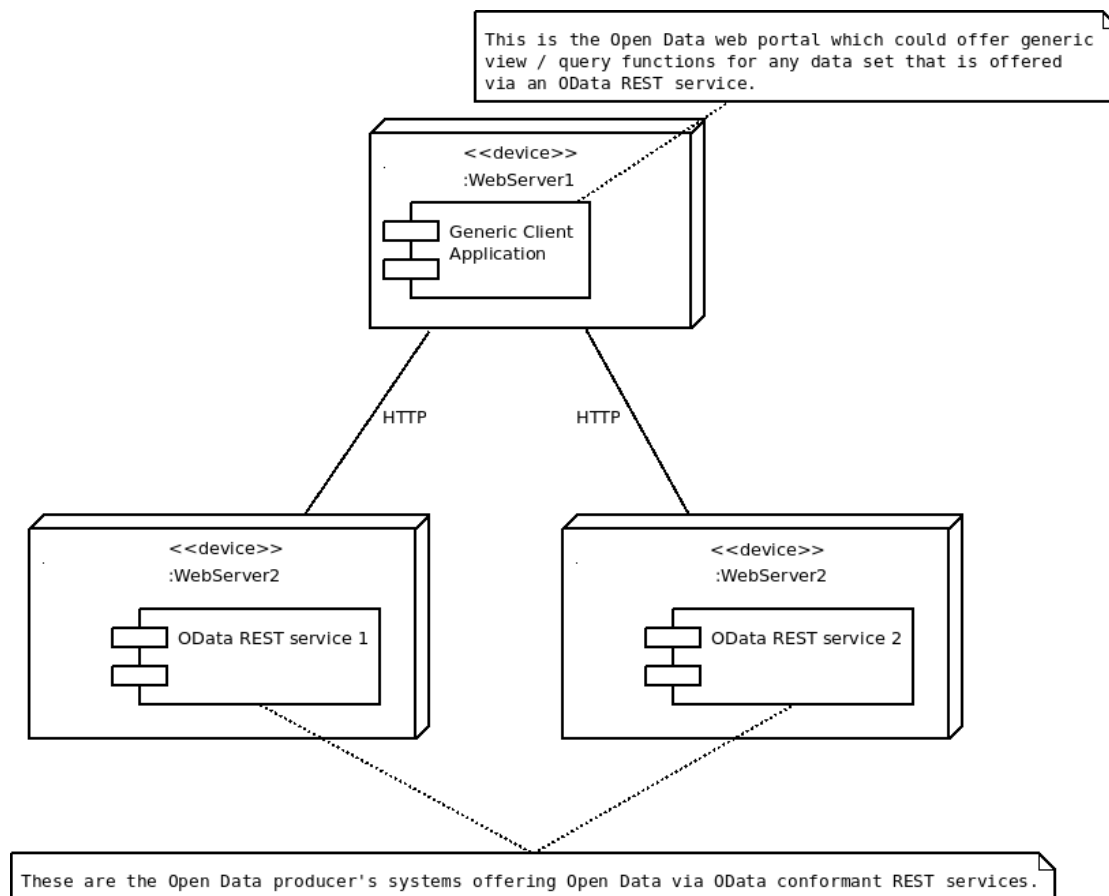 This is the Open Data web portal which could offer generic
view / query functions for any data set that is offered
via an OData REST service.
<<device>>
:WebServer1
Generic Client
Application
HTTP
HTTP
<<device>>
:WebServer2
OData REST service 1
<<device>>
:WebServer2
OData REST service 2
These are the Open Data producer's systems offering Open Data via OData conformant REST services.